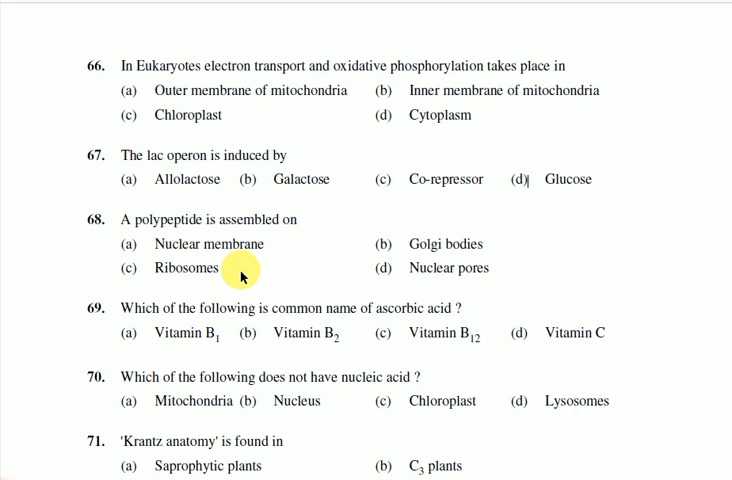 66. In Eukaryotes electron transport and oxidative phosphorylation takes place in
(a) Outer membrane of mitochondria (b) Inner membrane of mitochondria
(c) Chloroplast (d) Cytoplasm
67. The lac operon is induced by
(a) Allolactose (b) Galactose (c) Co-repressor (d) Glucose
68. A polypeptide is assembled on
(a) Nuclear membrane (b) Golgi bodies
(c) Ribosomes (d) Nuclear pores
69. Which of the following is common name of ascorbic acid ?
(a) Vitamin B₁ (b) Vitamin B₂ (c) Vitamin B₁₂ (d) Vitamin C
70. Which of the following does not have nucleic acid ?
(a) Mitochondria (b) Nucleus (c) Chloroplast (d) Lysosomes
71. 'Krantz anatomy' is found in
(a) Saprophytic plants (b) C₃ plants